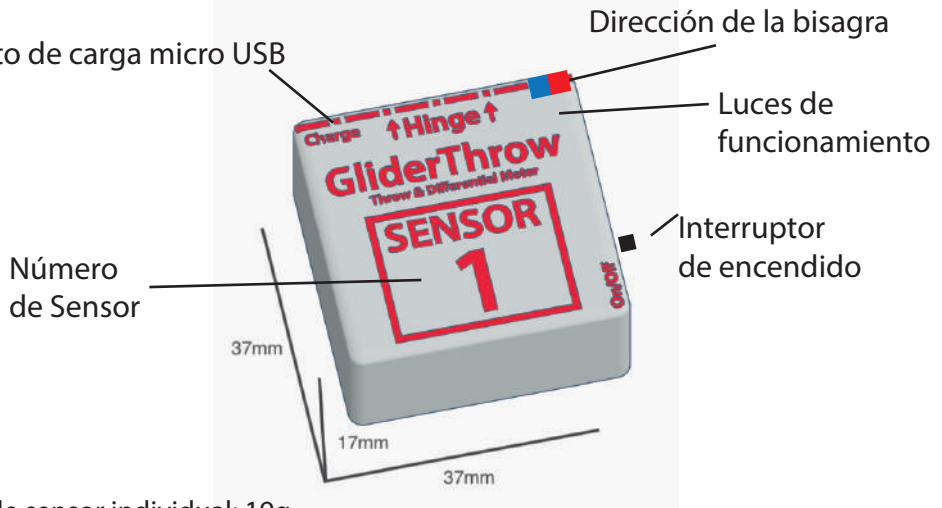 Dirección de la bisagra
to de carga micro USB
Luces de
funcionamiento
Charge
↑Hinge↑
GliderThrow
Throw & Differential Meter
SENSOR
1
On/Off
Interruptor
de encendido
Número
de Sensor
37mm
17mm
37mm